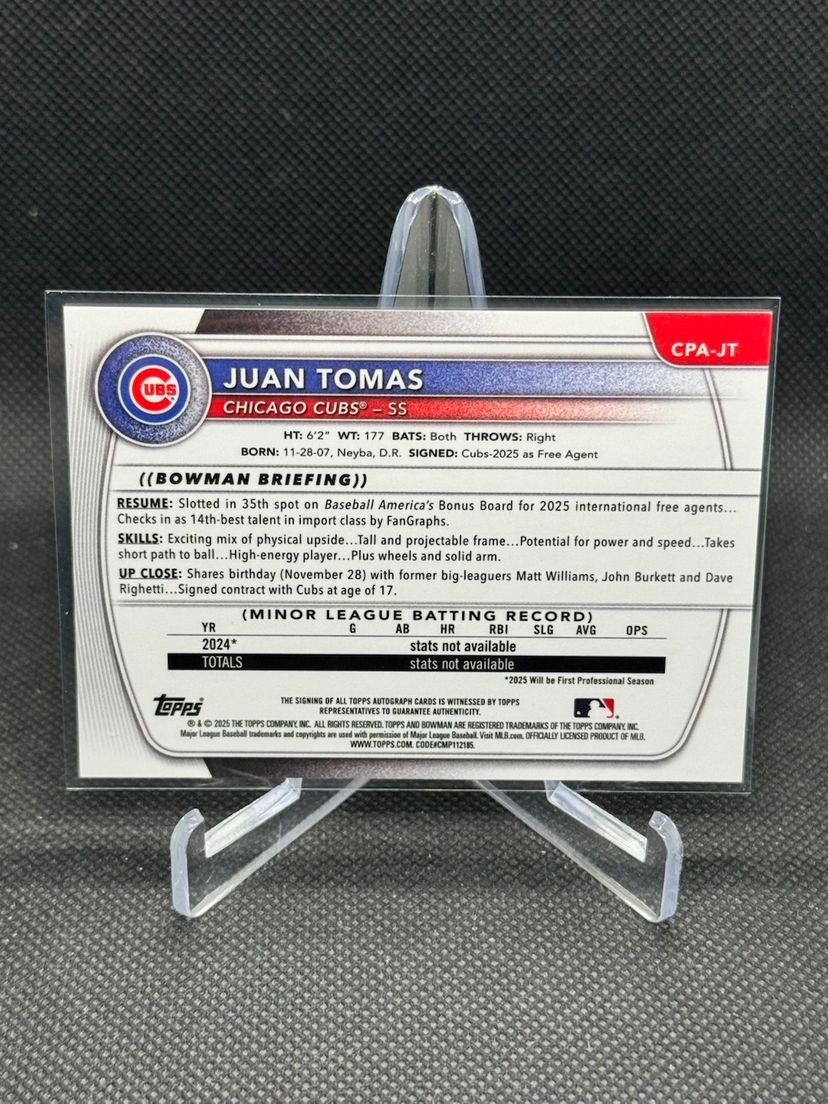 CPA-JT
CUBS
JUAN TOMAS
CHICAGO CUBS® – SS
HT: 6'2" WT: 177 BATS: Both THROWS: Right
BORN: 11-28-07, Neyba, D.R. SIGNED: Cubs-2025 as Free Agent
((BOWMAN BRIEFING))
RESUME: Slotted in 35th spot on Baseball America's Bonus Board for 2025 international free agents...
Checks in as 14th-best talent in import class by FanGraphs.
SKILLS: Exciting mix of physical upside...Tall and projectable frame...Potential for power and speed...Takes
short path to ball...High-energy player...Plus wheels and solid arm.
UP CLOSE: Shares birthday (November 28) with former big-leaguers Matt Williams, John Burkett and Dave
Righetti...Signed contract with Cubs at age of 17.
(MINOR LEAGUE BATTING RECORD)
YR G AB HR RBI SLG AVG OPS
2024* stats not available
TOTALS stats not available
*2025 Will be First Professional Season
Topps
THE SIGNING OF ALL TOPPS AUTOGRAPH CARDS IS WITNESSED BY TOPPS
REPRESENTATIVES TO GUARANTEE AUTHENTICITY.
® & © 2025 THE TOPPS COMPANY, INC. ALL RIGHTS RESERVED. TOPPS AND BOWMAN ARE REGISTERED TRADEMARKS OF THE TOPPS COMPANY, INC.
Major League Baseball trademarks and copyrights are used with permission of Major League Baseball. Visit MLB.com. OFFICIALLY LICENSED PRODUCT OF MLB.
WWW.TOPPS.COM. CODE#CMP112185.